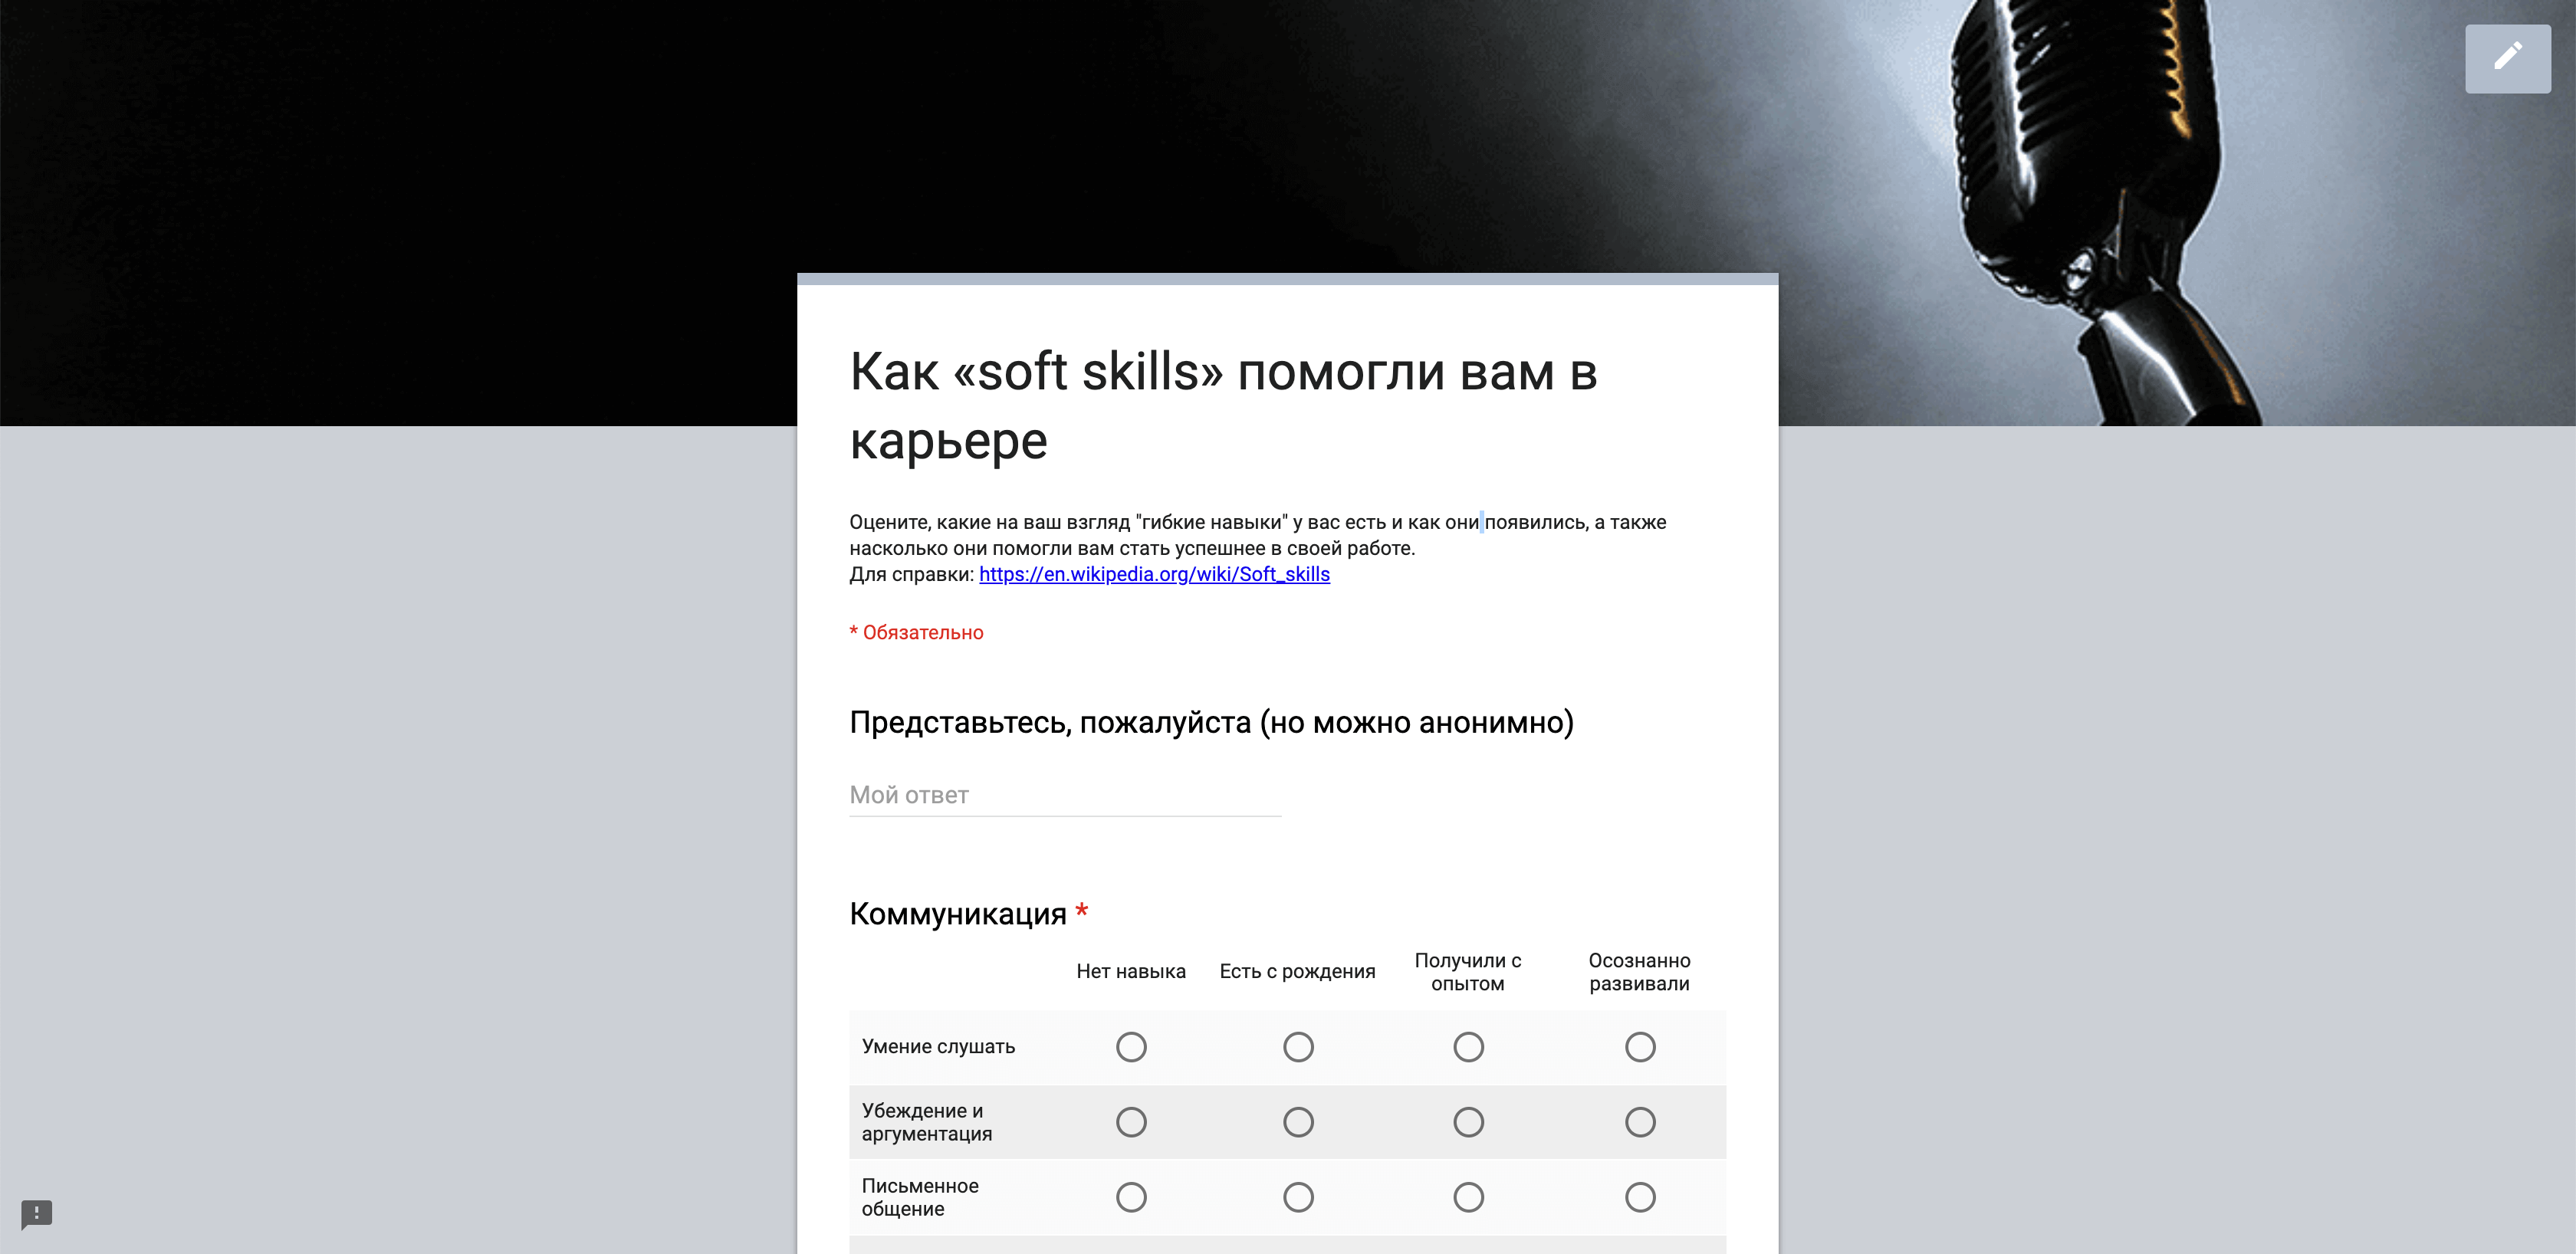 Как «soft skills» помогли вам в
карьере
Оцените, какие на ваш взгляд "гибкие навыки" у вас есть и как они появились, а также
насколько они помогли вам стать успешнее в своей работе.
Для справки: https://en.wikipedia.org/wiki/Soft_skills
* Обязательно
Представьтесь, пожалуйста (но можно анонимно)
Мой ответ
Коммуникация *
Нет навыка Есть с рождения Получили с опытом Осознанно развивали
Умение слушать
Убеждение и
аргументация
Письменное
общение